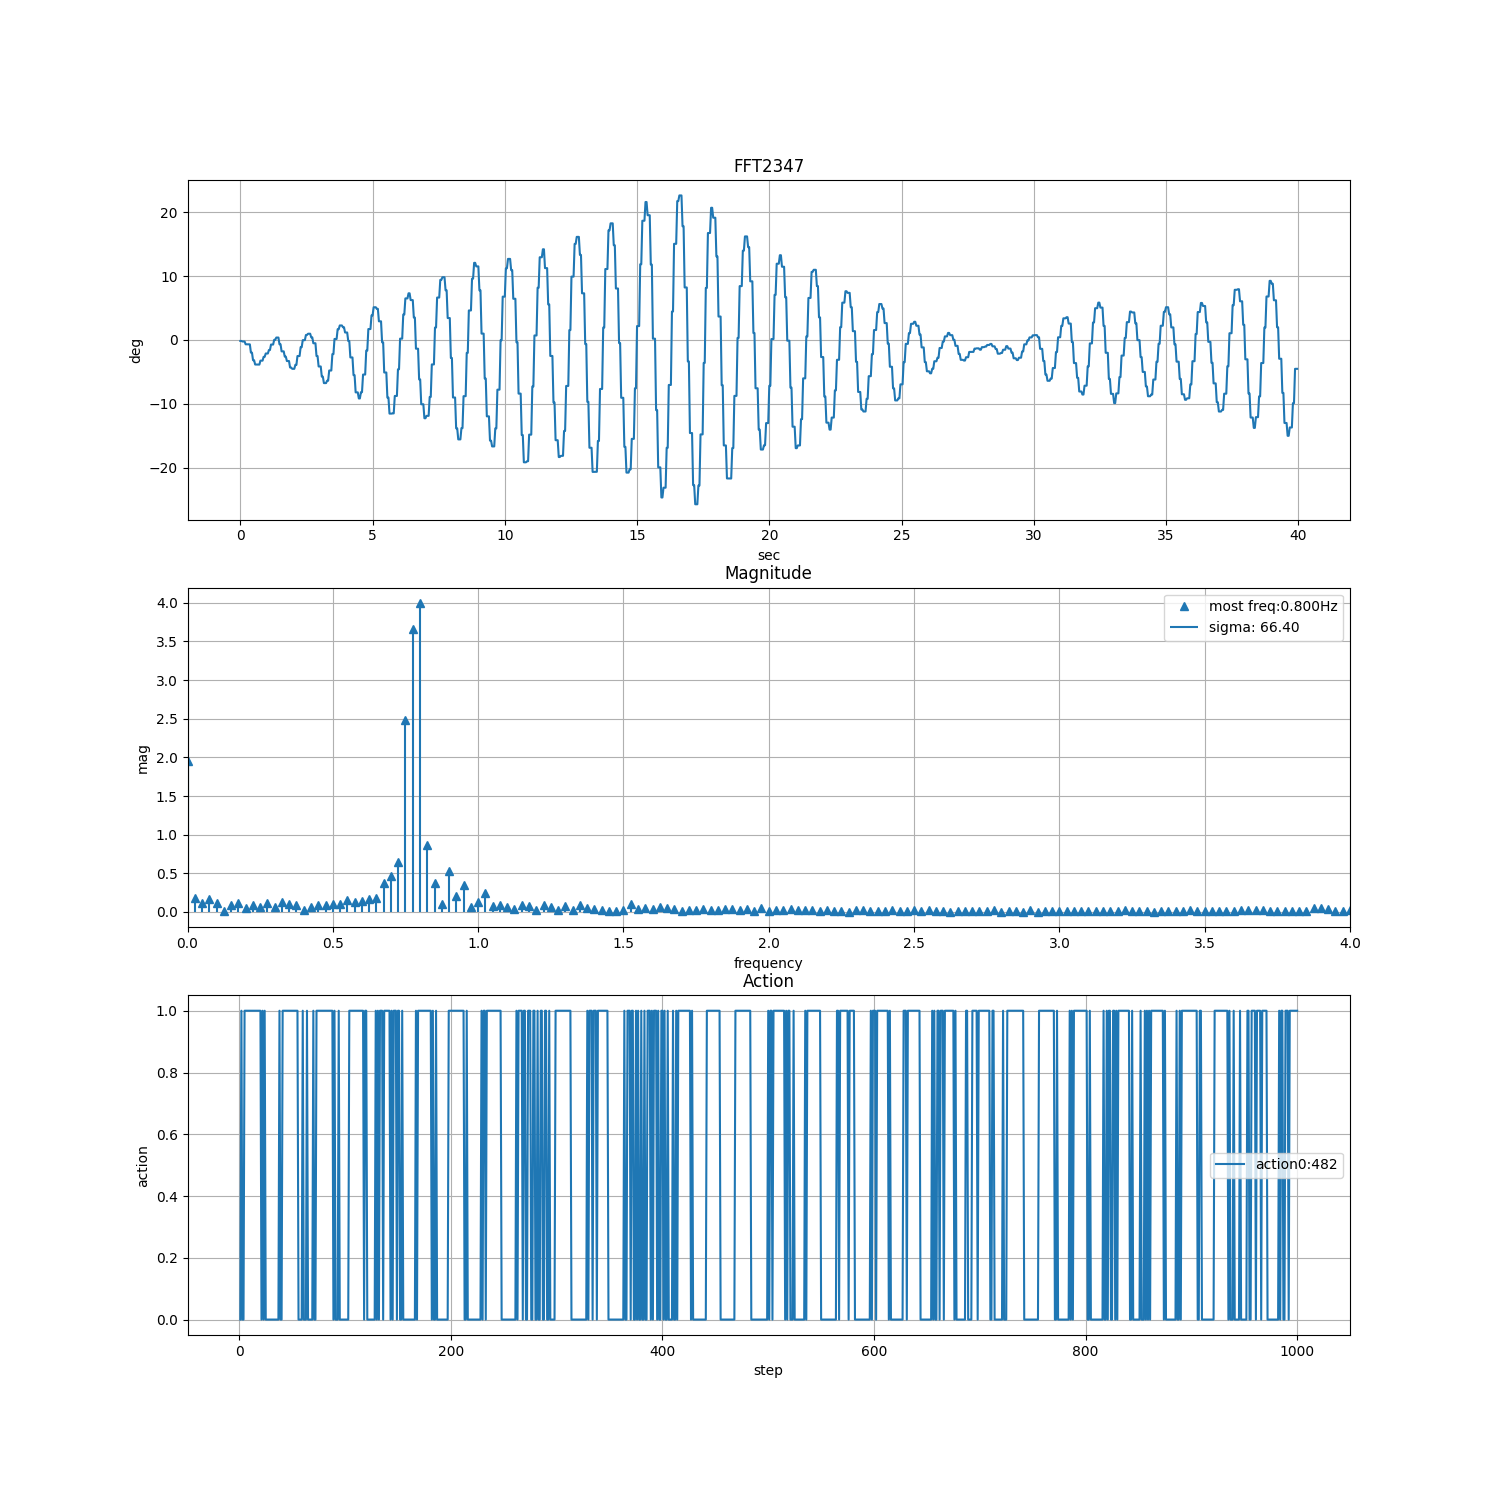 FFT2347
20
10
0
−10
−20
deg
0 5 10 15 20 25 30 35 40
sec
Magnitude
4.0
3.5
3.0
2.5
2.0
1.5
1.0
0.5
0.0
mag
most freq:0.800Hz
sigma: 66.40
0.0 0.5 1.0 1.5 2.0 2.5 3.0 3.5 4.0
frequency
Action
1.0
0.8
0.6
0.4
0.2
0.0
action
action0:482
0 200 400 600 800 1000
step